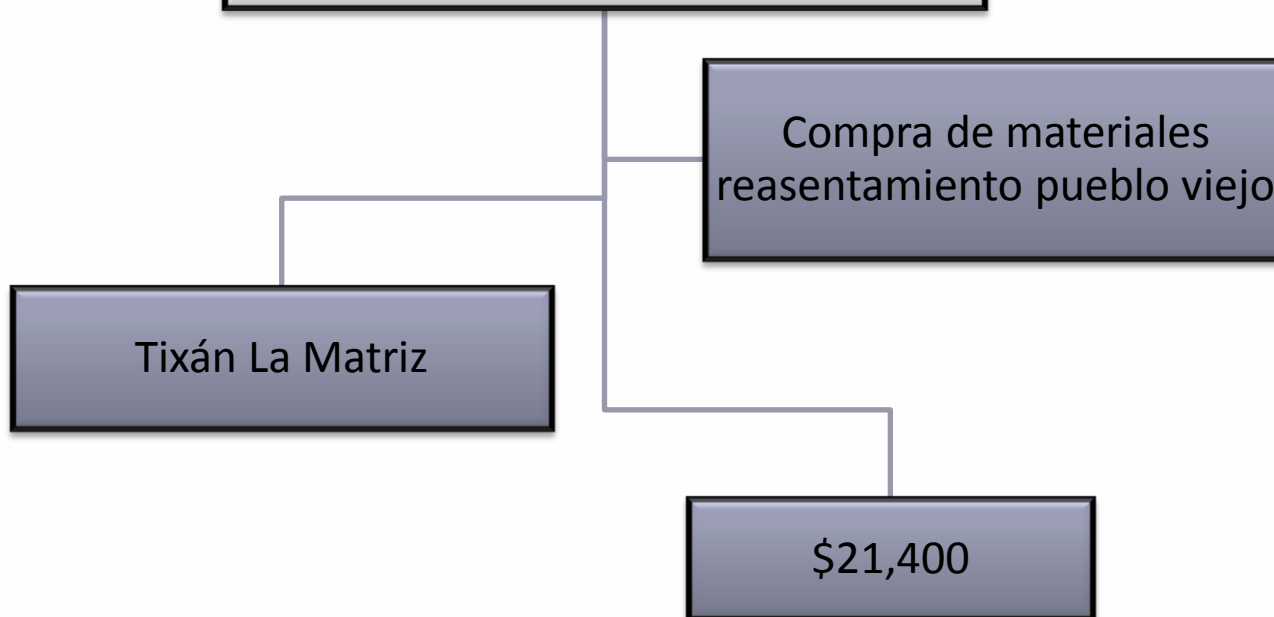 Compra de materiales
reasentamiento pueblo viejo
Tixán La Matriz
$21,400